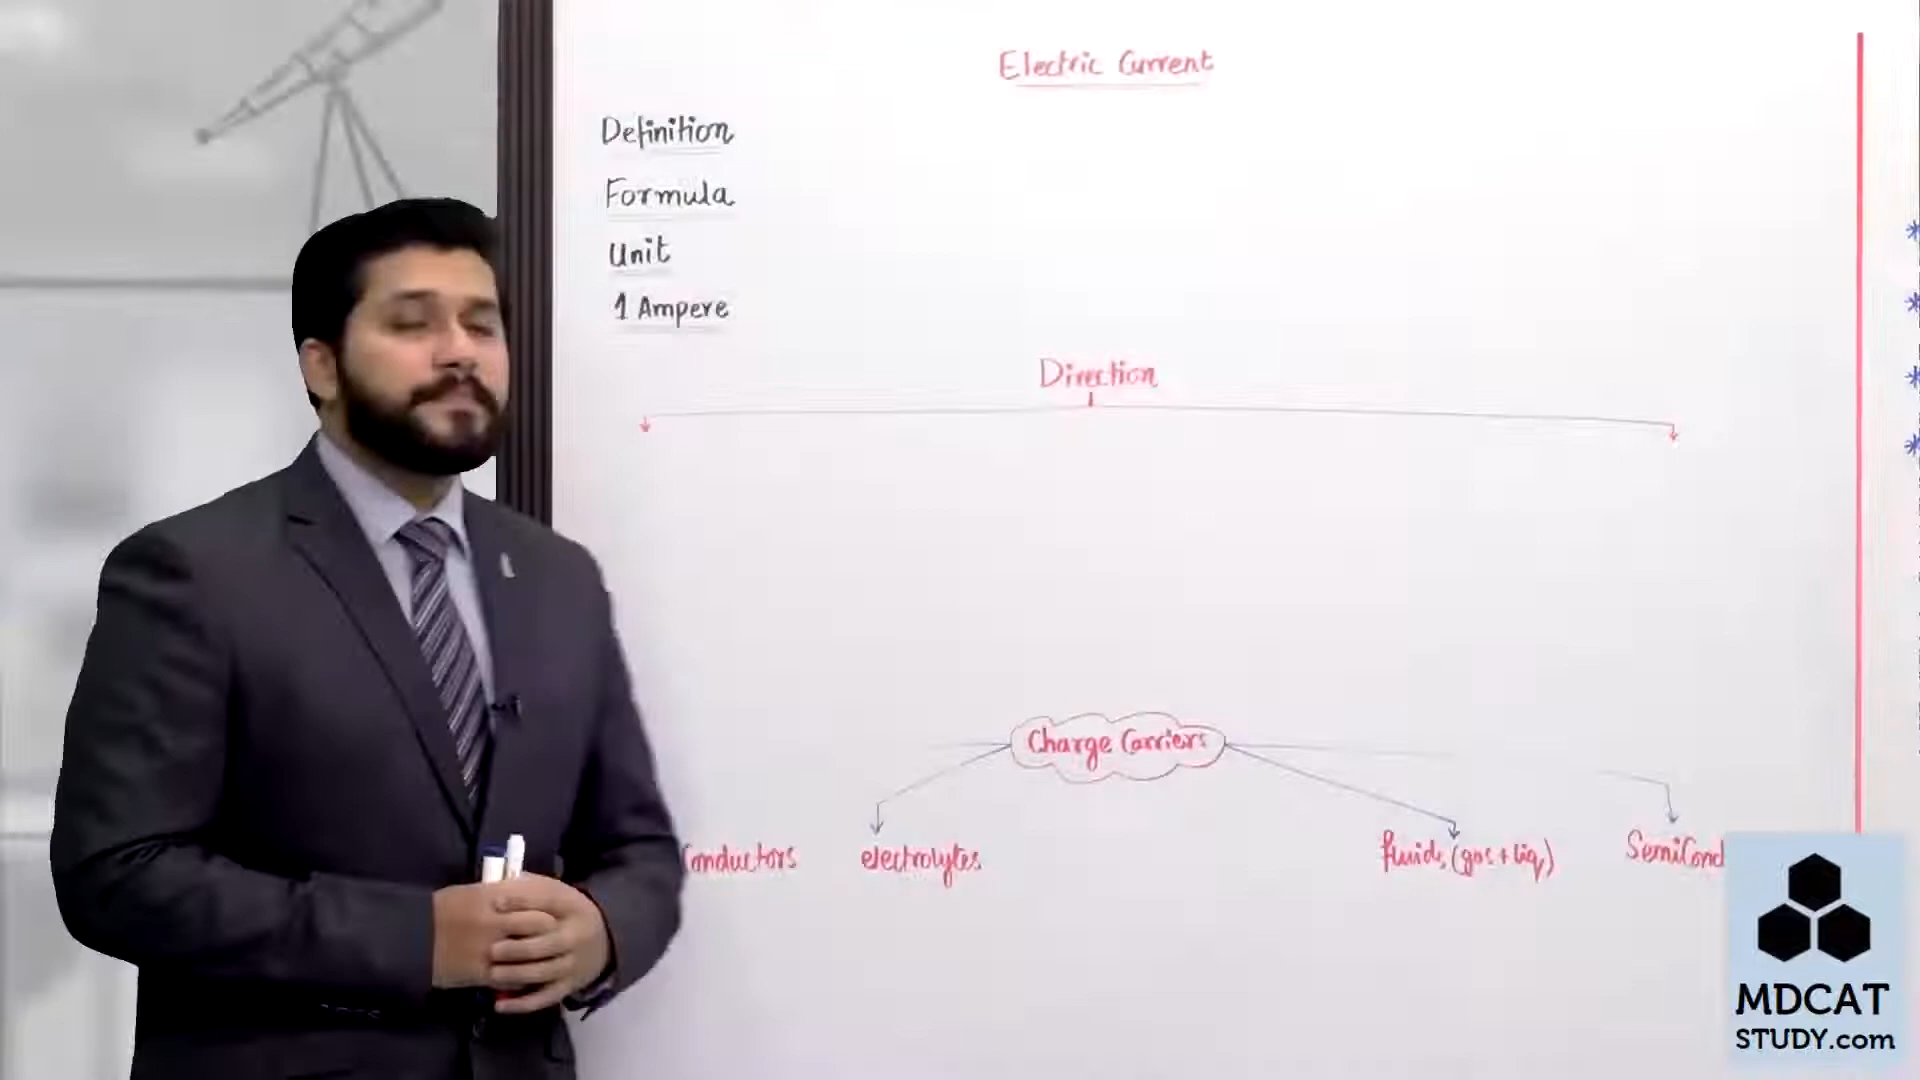 Electric Current
Definition
Formula
Unit
1 Ampere
Direction
Charge Carriers
Conductors
electrolytes
fluids (gas + liq)
SemiCond
MDCAT
STUDY.com